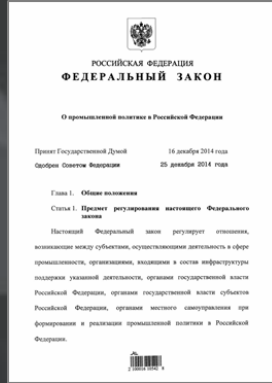 РОССИЙСКАЯ ФЕДЕРАЦИЯ
ФЕДЕРАЛЬНЫЙ ЗАКОН
О промышленной политике в Российской Федерации
Принят Государственной Думой 16 декабря 2014 года
Одобрен Советом Федерации 25 декабря 2014 года
Глава 1. Общие положения
Статья 1. Предмет регулирования настоящего Федерального
закона
Настоящий Федеральный закон регулирует отношения,
возникающие между субъектами, осуществляющими деятельность в сфере
промышленности, организациями, входящими в состав инфраструктуры
поддержки указанной деятельности, органами государственной власти
Российской Федерации, органами государственной власти субъектов
Российской Федерации, органами местного самоуправления при
формировании и реализации промышленной политики в Российской
Федерации.